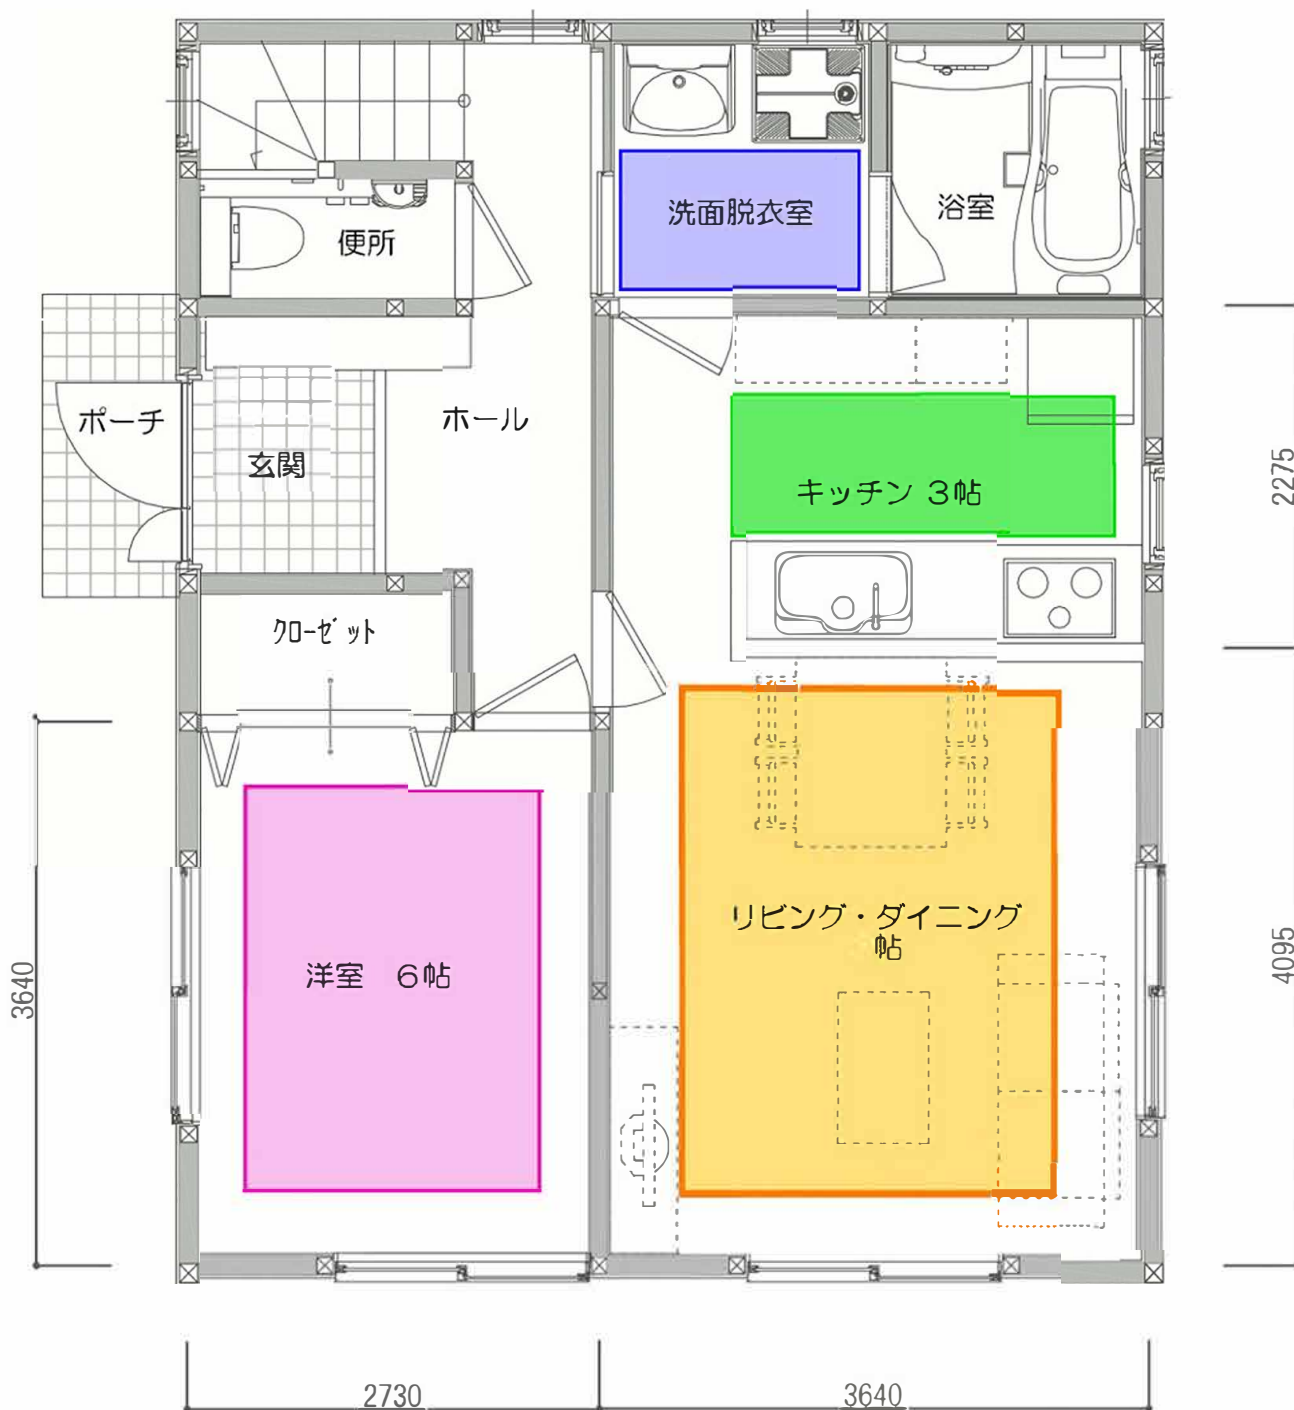 洗面脱衣室
浴室
便所
ポーチ
玄関
ホール
キッチン 3帖
クローゼット
リビング・ダイニング
帖
洋室 6帖
2275
4095
3640
2730
3640